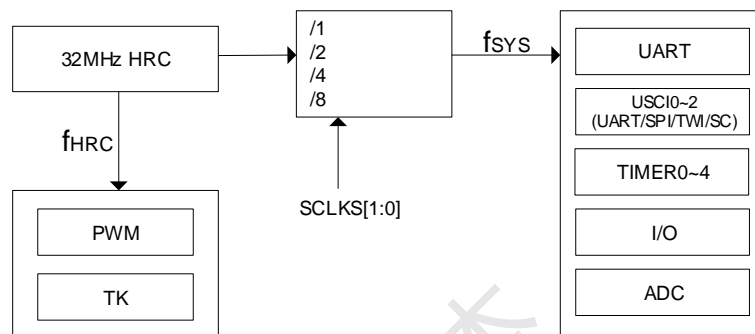 32MHz HRC
/1
/2
/4
/8
fSYS
UART
USCI0~2
(UART/SPI/TWI/SC)
TIMER0~4
I/O
ADC
fHRC
SCLKS[1:0]
PWM
TK